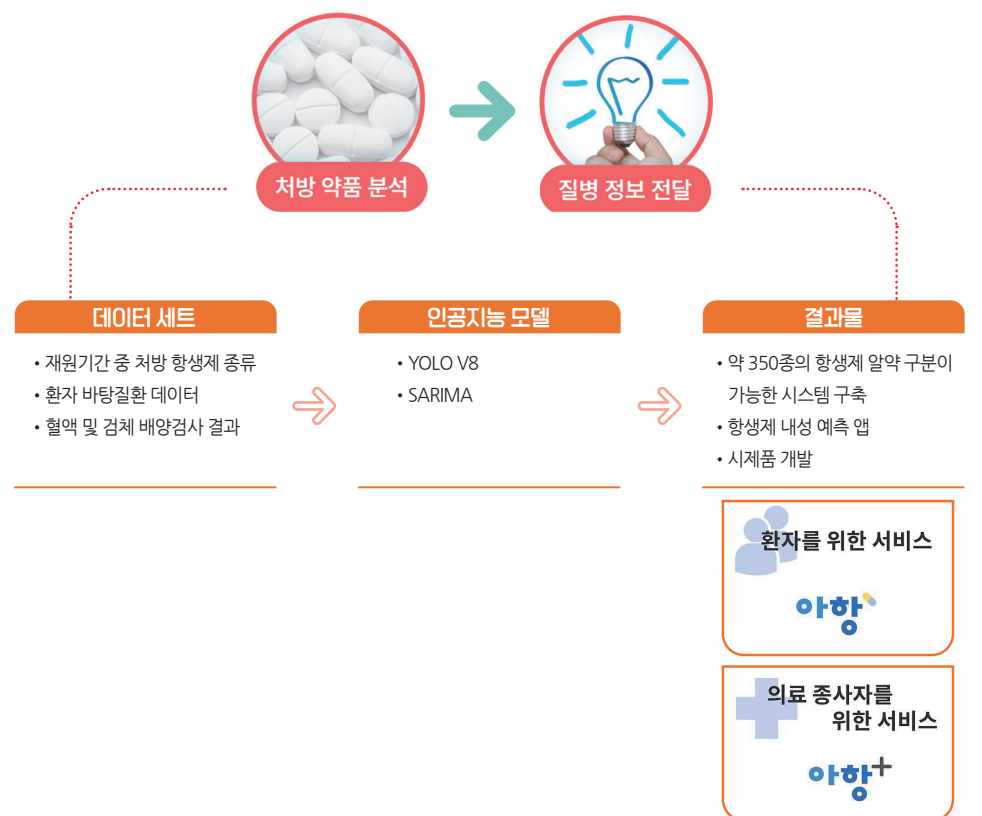 처방 약품 분석
질병 정보 전달
데이터 세트
• 재원기간 중 처방 항생제 종류
• 환자 바탕질환 데이터
• 혈액 및 검체 배양검사 결과
인공지능 모델
• YOLO V8
• SARIMA
결과물
• 약 350종의 항생제 알약 구분이
가능한 시스템 구축
• 항생제 내성 예측 앱
• 시제품 개발
환자를 위한 서비스
아항
의료 종사자를
위한 서비스
아항+